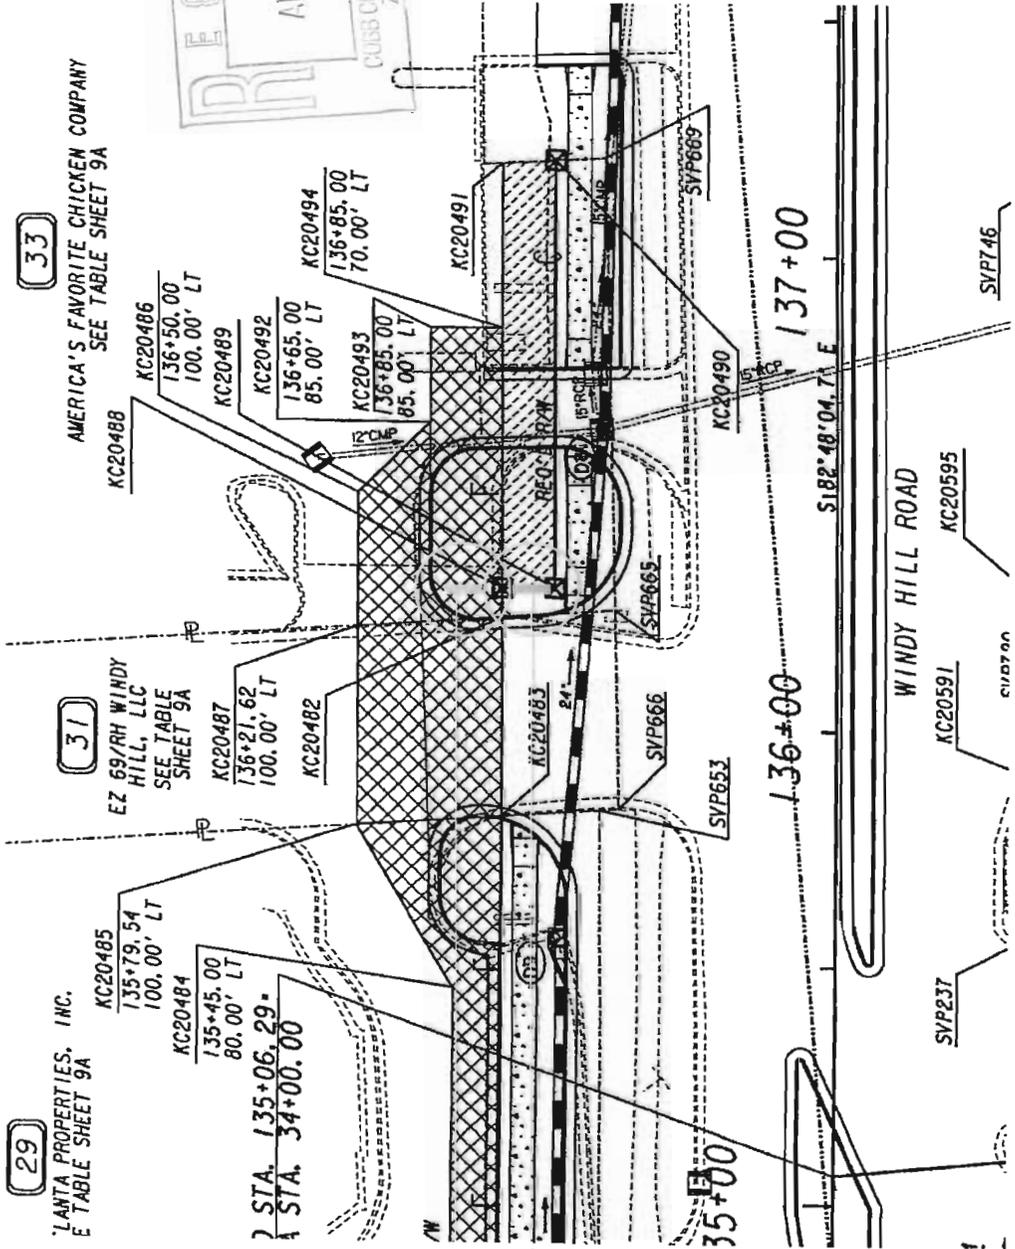 33
AMERICA'S FAVORITE CHICKEN COMPANY
SEE TABLE SHEET 9A
KC20494
136+85.00
70.00' LT
KC20491
SVP669
KC20486
136+50.00
100.00' LT
KC20489
KC20492
136+65.00
85.00' LT
KC20493
136+85.00
85.00' LT
KC20488
12"CMP
15"RCP
15"RCP
24"
REQ'D R/W
KC20490
137+00
SVP746
S 82°48'04.7" E
WINDY HILL ROAD
KC20595
31
EZ 69/RH WINDY
HILL, LLC
SEE TABLE
SHEET 9A
KC20487
136+21.62
100.00' LT
KC20482
KC20483
24"
SVP665
SVP666
SVP653
136+00
KC20591
29
LANTA PROPERTIES, INC.
E TABLE SHEET 9A
KC20485
135+79.54
100.00' LT
KC20484
135+45.00
80.00' LT
STA. 135+06.29=
STA. 34+00.00
/W
35+00
SVP237